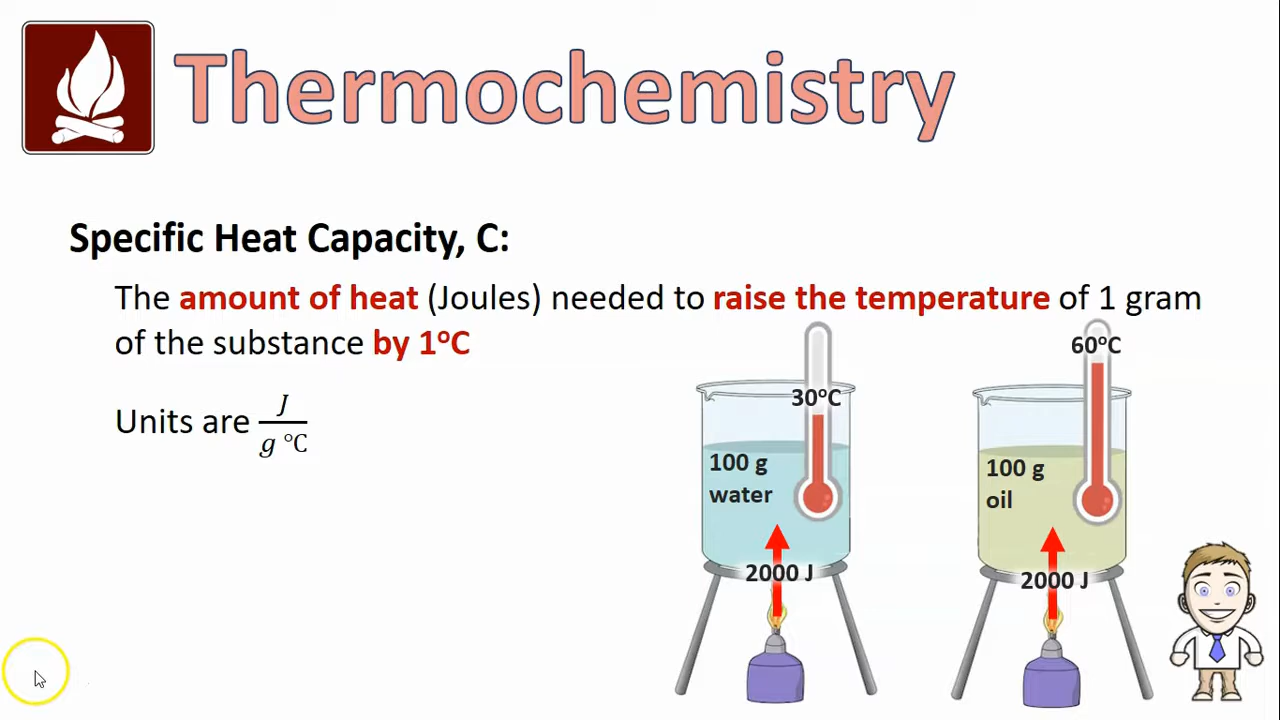 Thermochemistry
Specific Heat Capacity, C:
The amount of heat (Joules) needed to raise the temperature of 1 gram
of the substance by 1ºC
Units are J / g °C
30ºC
100 g
water
2000 J
60ºC
100 g
oil
2000 J